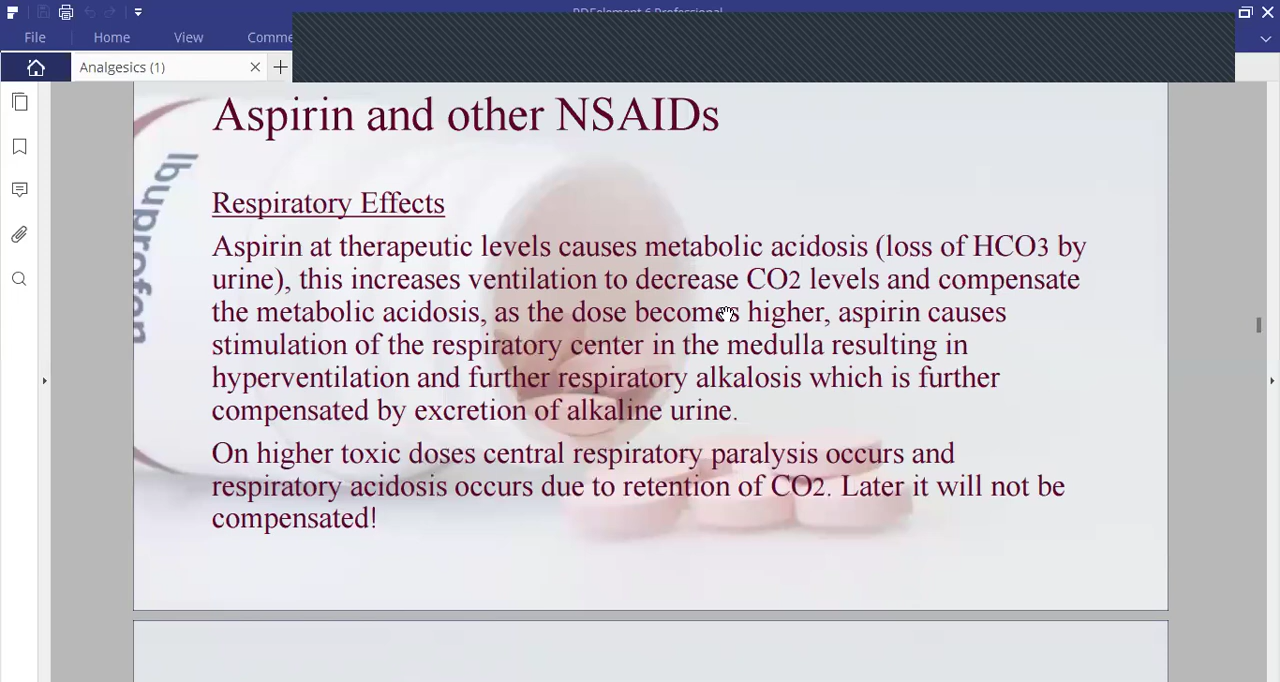 PDFelement 6 Professional
File Home View Comme
Analgesics (1)
Aspirin and other NSAIDs
Ibuprofen
Respiratory Effects
Aspirin at therapeutic levels causes metabolic acidosis (loss of HCO3 by
urine), this increases ventilation to decrease CO2 levels and compensate
the metabolic acidosis, as the dose becomes higher, aspirin causes
stimulation of the respiratory center in the medulla resulting in
hyperventilation and further respiratory alkalosis which is further
compensated by excretion of alkaline urine.
On higher toxic doses central respiratory paralysis occurs and
respiratory acidosis occurs due to retention of CO2. Later it will not be
compensated!